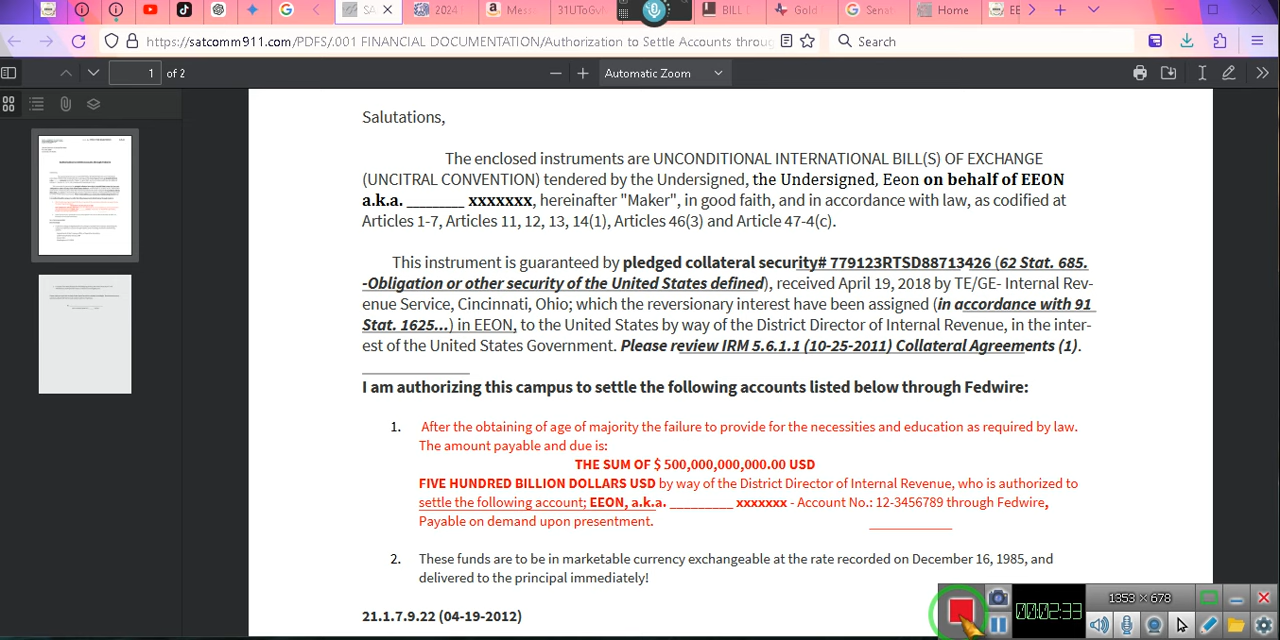 SA
2024
Mess
31UToGvM
BILL
Gold
Senat
Home
EE
https://satcomm911.com/PDFS/.001 FINANCIAL DOCUMENTATION/Authorization to Settle Accounts throu
Search
1 of 2
Automatic Zoom
Salutations,
The enclosed instruments are UNCONDITIONAL INTERNATIONAL BILL(S) OF EXCHANGE
(UNCITRAL CONVENTION) tendered by the Undersigned, the Undersigned, Eeon on behalf of EEON
a.k.a. ________ xxxxxxx, hereinafter "Maker", in good faith, and in accordance with law, as codified at
Articles 1-7, Articles 11, 12, 13, 14(1), Articles 46(3) and Article 47-4(c).
This instrument is guaranteed by pledged collateral security# 779123RTSD88713426 (62 Stat. 685.
-Obligation or other security of the United States defined), received April 19, 2018 by TE/GE- Internal Rev-
enue Service, Cincinnati, Ohio; which the reversionary interest have been assigned (in accordance with 91
Stat. 1625...) in EEON, to the United States by way of the District Director of Internal Revenue, in the inter-
est of the United States Government. Please review IRM 5.6.1.1 (10-25-2011) Collateral Agreements (1).
I am authorizing this campus to settle the following accounts listed below through Fedwire:
1. After the obtaining of age of majority the failure to provide for the necessities and education as required by law.
The amount payable and due is:
THE SUM OF $ 500,000,000,000.00 USD
FIVE HUNDRED BILLION DOLLARS USD by way of the District Director of Internal Revenue, who is authorized to
settle the following account; EEON, a.k.a. _________ xxxxxxx - Account No.: 12-3456789 through Fedwire,
Payable on demand upon presentment.
2. These funds are to be in marketable currency exchangeable at the rate recorded on December 16, 1985, and
delivered to the principal immediately!
21.1.7.9.22 (04-19-2012)
00:02:33
1353 × 678